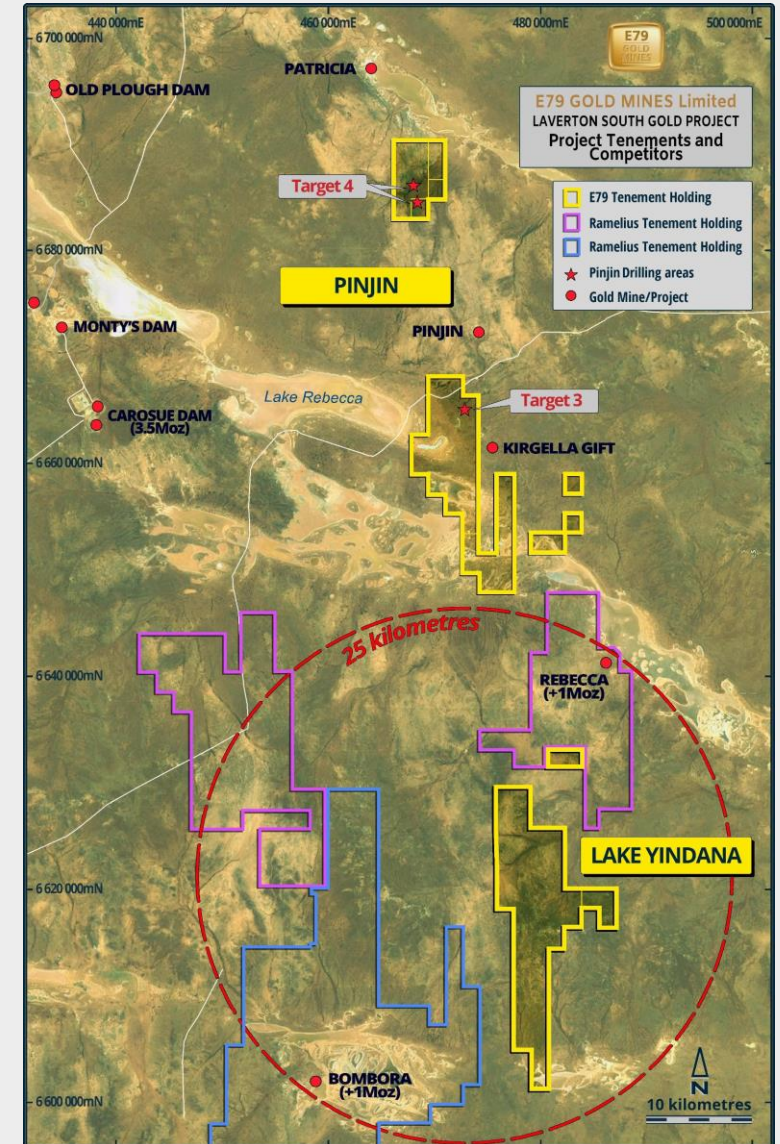 440 000mE
460 000mE
480 000mE
500 000mE
6 700 000mN
E79
GOLD
MINES
PATRICIA
OLD PLOUGH DAM
E79 GOLD MINES Limited
LAVERTON SOUTH GOLD PROJECT
Project Tenements and
Competitors
Target 4
E79 Tenement Holding
Ramelius Tenement Holding
Ramelius Tenement Holding
Pinjin Drilling areas
Gold Mine/Project
6 680 000mN
PINJIN
MONTY'S DAM
PINJIN
Lake Rebecca
Target 3
CAROSUE DAM
(3.5Moz)
KIRGELLA GIFT
6 660 000mN
25 kilometres
6 640 000mN
REBECCA
(+1Moz)
LAKE YINDANA
6 620 000mN
BOMBORA
(+1Moz)
N
10 kilometres
6 600 000mN